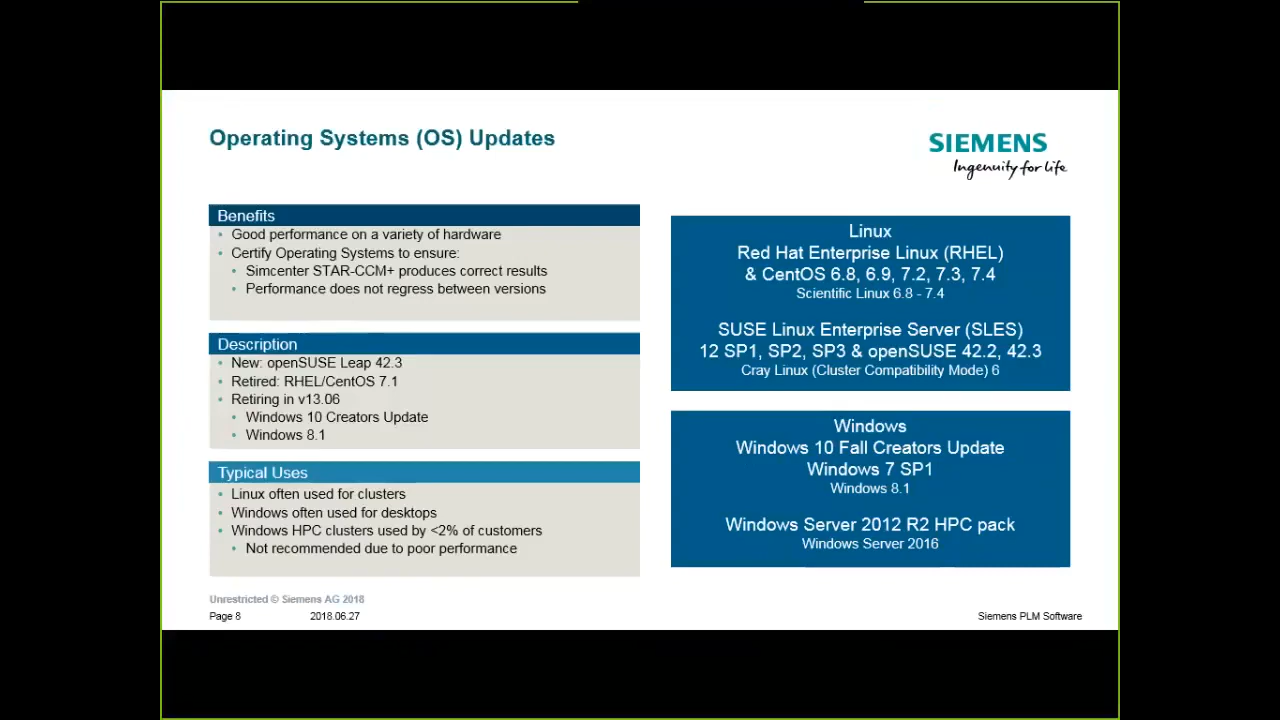 Operating Systems (OS) Updates
SIEMENS
Ingenuity for life
Benefits
• Good performance on a variety of hardware
• Certify Operating Systems to ensure:
• Simcenter STAR-CCM+ produces correct results
• Performance does not regress between versions
Description
• New: openSUSE Leap 42.3
• Retired: RHEL/CentOS 7.1
• Retiring in v13.06
• Windows 10 Creators Update
• Windows 8.1
Typical Uses
• Linux often used for clusters
• Windows often used for desktops
• Windows HPC clusters used by <2% of customers
• Not recommended due to poor performance
Linux
Red Hat Enterprise Linux (RHEL)
& CentOS 6.8, 6.9, 7.2, 7.3, 7.4
Scientific Linux 6.8 - 7.4
SUSE Linux Enterprise Server (SLES)
12 SP1, SP2, SP3 & openSUSE 42.2, 42.3
Cray Linux (Cluster Compatibility Mode) 6
Windows
Windows 10 Fall Creators Update
Windows 7 SP1
Windows 8.1
Windows Server 2012 R2 HPC pack
Windows Server 2016
Unrestricted © Siemens AG 2018
Page 8 2018.06.27 Siemens PLM Software